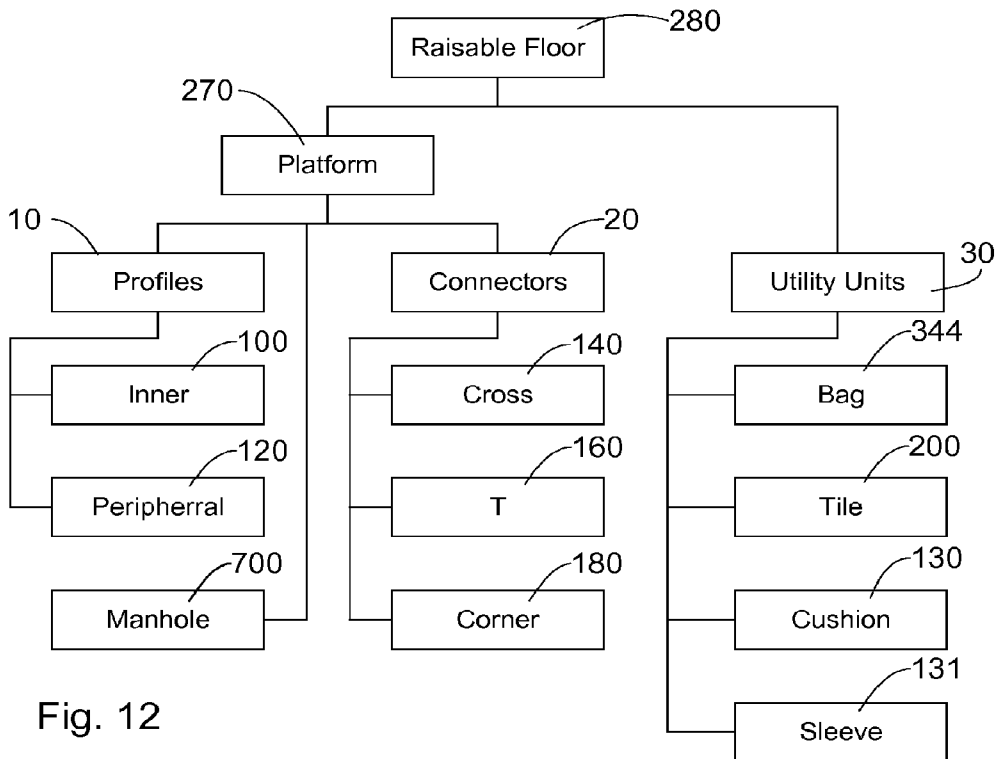 280
Raisable Floor
270
Platform
10
20
30
Profiles
Connectors
Utility Units
100
140
344
Inner
Cross
Bag
120
160
200
Peripherral
T
Tile
700
180
130
Manhole
Corner
Cushion
131
Sleeve
Fig. 12